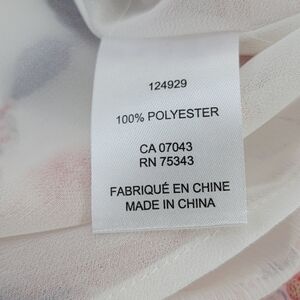 124929
100% POLYESTER
CA 07043
RN 75343
FABRIQUÉ EN CHINE
MADE IN CHINA